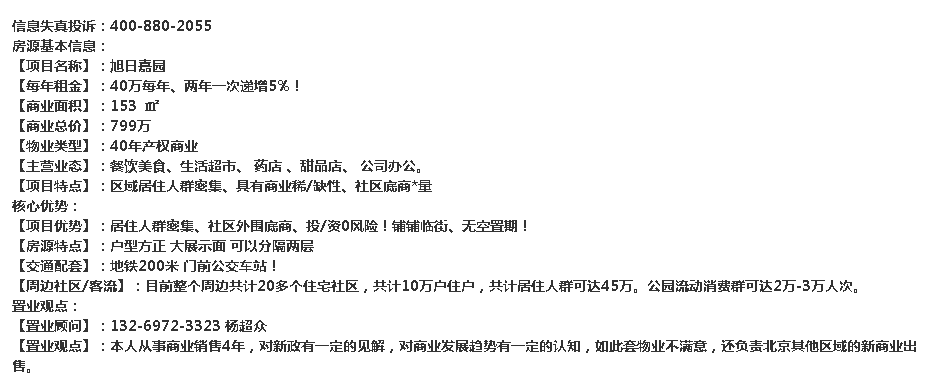 信息失真投诉：400-880-2055
房源基本信息：
【项目名称】：旭日嘉园
【每年租金】：40万每年、两年一次递增5%！
【商业面积】：153 ㎡
【商业总价】：799万
【物业类型】：40年产权商业
【主营业态】：餐饮美食、生活超市、 药店 、甜品店、 公司办公。
【项目特点】：区域居住人群密集、具有商业稀/缺性、社区底商*量
核心优势：
【项目优势】：居住人群密集、社区外围底商、投/资0风险！铺铺临街、无空置期！
【房源特点】：户型方正 大展示面 可以分隔两层
【交通配套】：地铁200米 门前公交车站！
【周边社区/客流】：目前整个周边共计20多个住宅社区，共计10万户住户，共计居住人群可达45万。公园流动消费群可达2万-3万人次。
置业观点：
【置业顾问】：132-6972-3323 杨超众
【置业观点】：本人从事商业销售4年，对新政有一定的见解，对商业发展趋势有一定的认知，如此套物业不满意，还负责北京其他区域的新商业出
售。